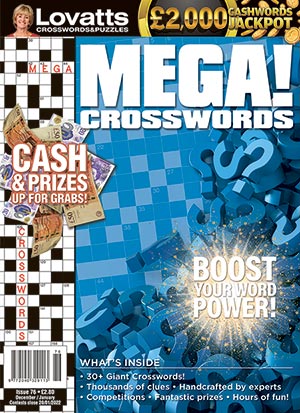 Lovatts
CROSSWORDS&PUZZLES
£2,000 CASHWORDS
JACKPOT
MEGA!
CROSSWORDS
MEGA
CASH
& PRIZES
UP FOR GRABS!
CROSSWORDS
BOOST
YOUR WORD
POWER!
WHAT'S INSIDE
• 30+ Giant Crosswords!
• Thousands of clues • Handcrafted by experts
• Competitions • Fantastic prizes • Hours of fun!
Issue 76 • £2.80
December / January
Contests close 20/01/2022